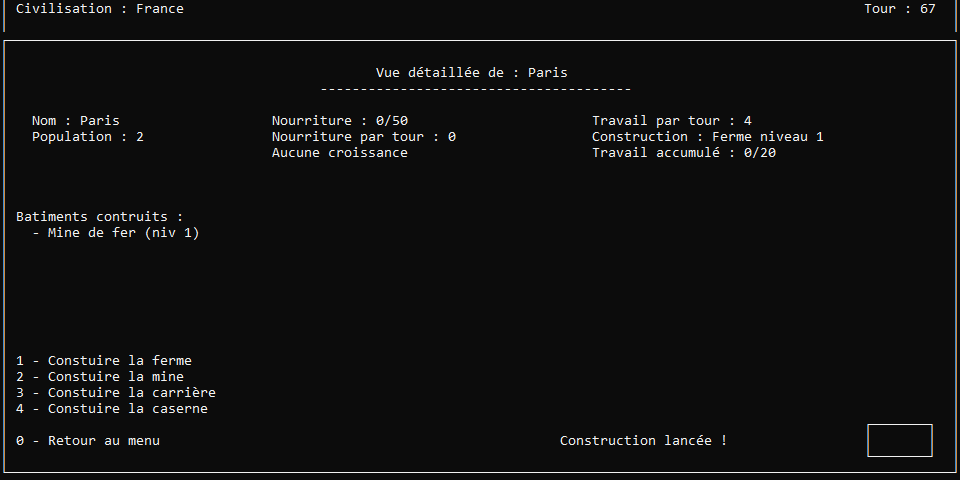 Civilisation : France Tour : 67
Vue détaillée de : Paris
---------------------------------------
Nom : Paris Nourriture : 0/50 Travail par tour : 4
Population : 2 Nourriture par tour : 0 Construction : Ferme niveau 1
Aucune croissance Travail accumulé : 0/20
Batiments contruits :
- Mine de fer (niv 1)
1 - Constuire la ferme
2 - Constuire la mine
3 - Constuire la carrière
4 - Constuire la caserne
0 - Retour au menu Construction lancée !